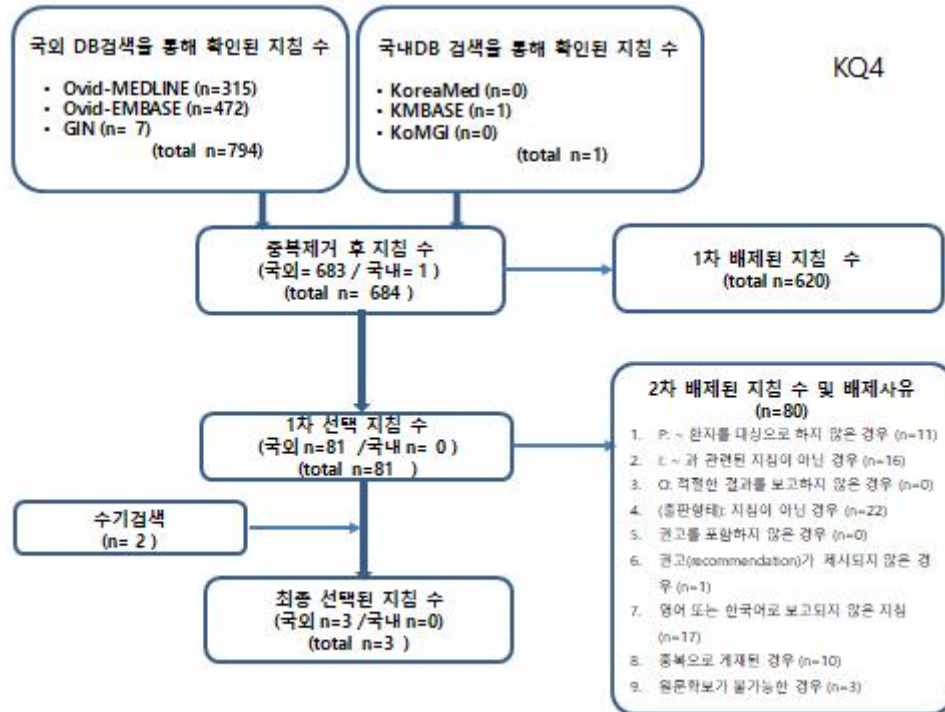 국외 DB검색을 통해 확인된 지침 수
• Ovid-MEDLINE (n=315)
• Ovid-EMBASE (n=472)
• GIN (n= 7)
(total n=794)
국내DB 검색을 통해 확인된 지침 수
• KoreaMed (n=0)
• KMBASE (n=1)
• KoMGI (n=0)
(total n=1)
KQ4
중복제거 후 지침 수
(국외= 683 / 국내= 1 )
(total n= 684 )
1차 배제된 지침 수
(total n=620)
1차 선택 지침 수
(국외n=81 /국내n= 0 )
(total n=81 )
2차 배제된 지침 수 및 배제사유
(n=80)
1. P: ~ 환자를 대상으로 하지 않은 경우 (n=11)
2. I: ~ 과 관련된 지침이 아닌 경우 (n=16)
3. O: 적절한 결과를 보고하지 않은 경우 (n=0)
4. (출판형태): 지침이 아닌 경우 (n=22)
5. 권고를 포함하지 않은 경우 (n=0)
6. 권고(recommendation)가 제시되지 않은 경
우 (n=1)
7. 영어 또는 한국어로 보고되지 않은 지침
(n=17)
8. 중복으로 게재된 경우 (n=10)
9. 원문확보가 불가능한 경우 (n=3)
수기검색
(n= 2 )
최종 선택된 지침 수
(국외 n=3 /국내 n=0)
(total n=3 )